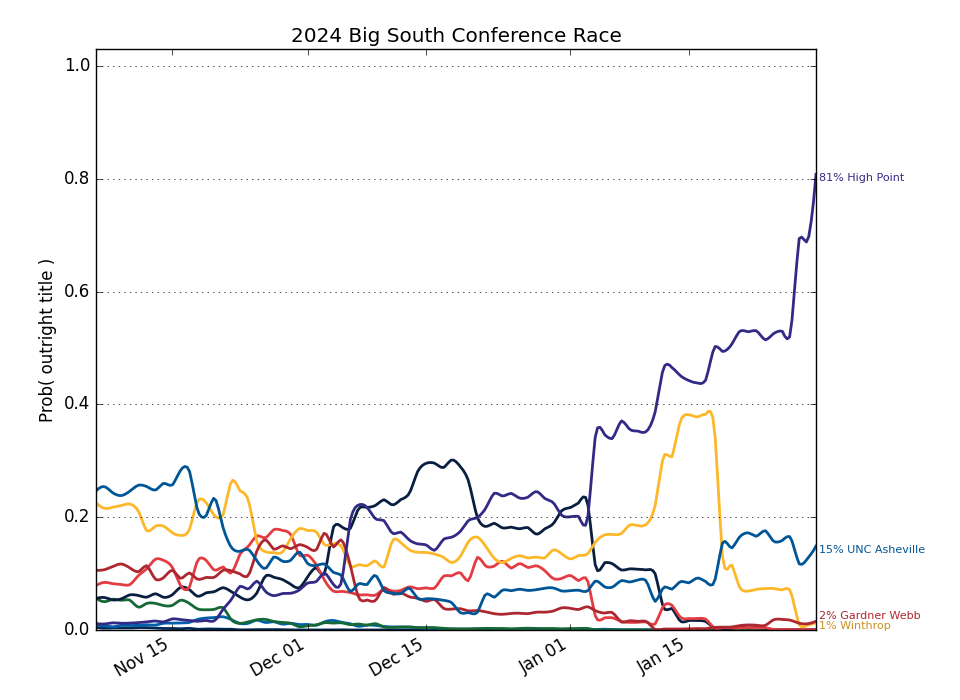 2024 Big South Conference Race
Prob( outright title )
1.0
0.8
0.6
0.4
0.2
0.0
81% High Point
15% UNC Asheville
2% Gardner Webb
1% Winthrop
Nov 15
Dec 01
Dec 15
Jan 01
Jan 15